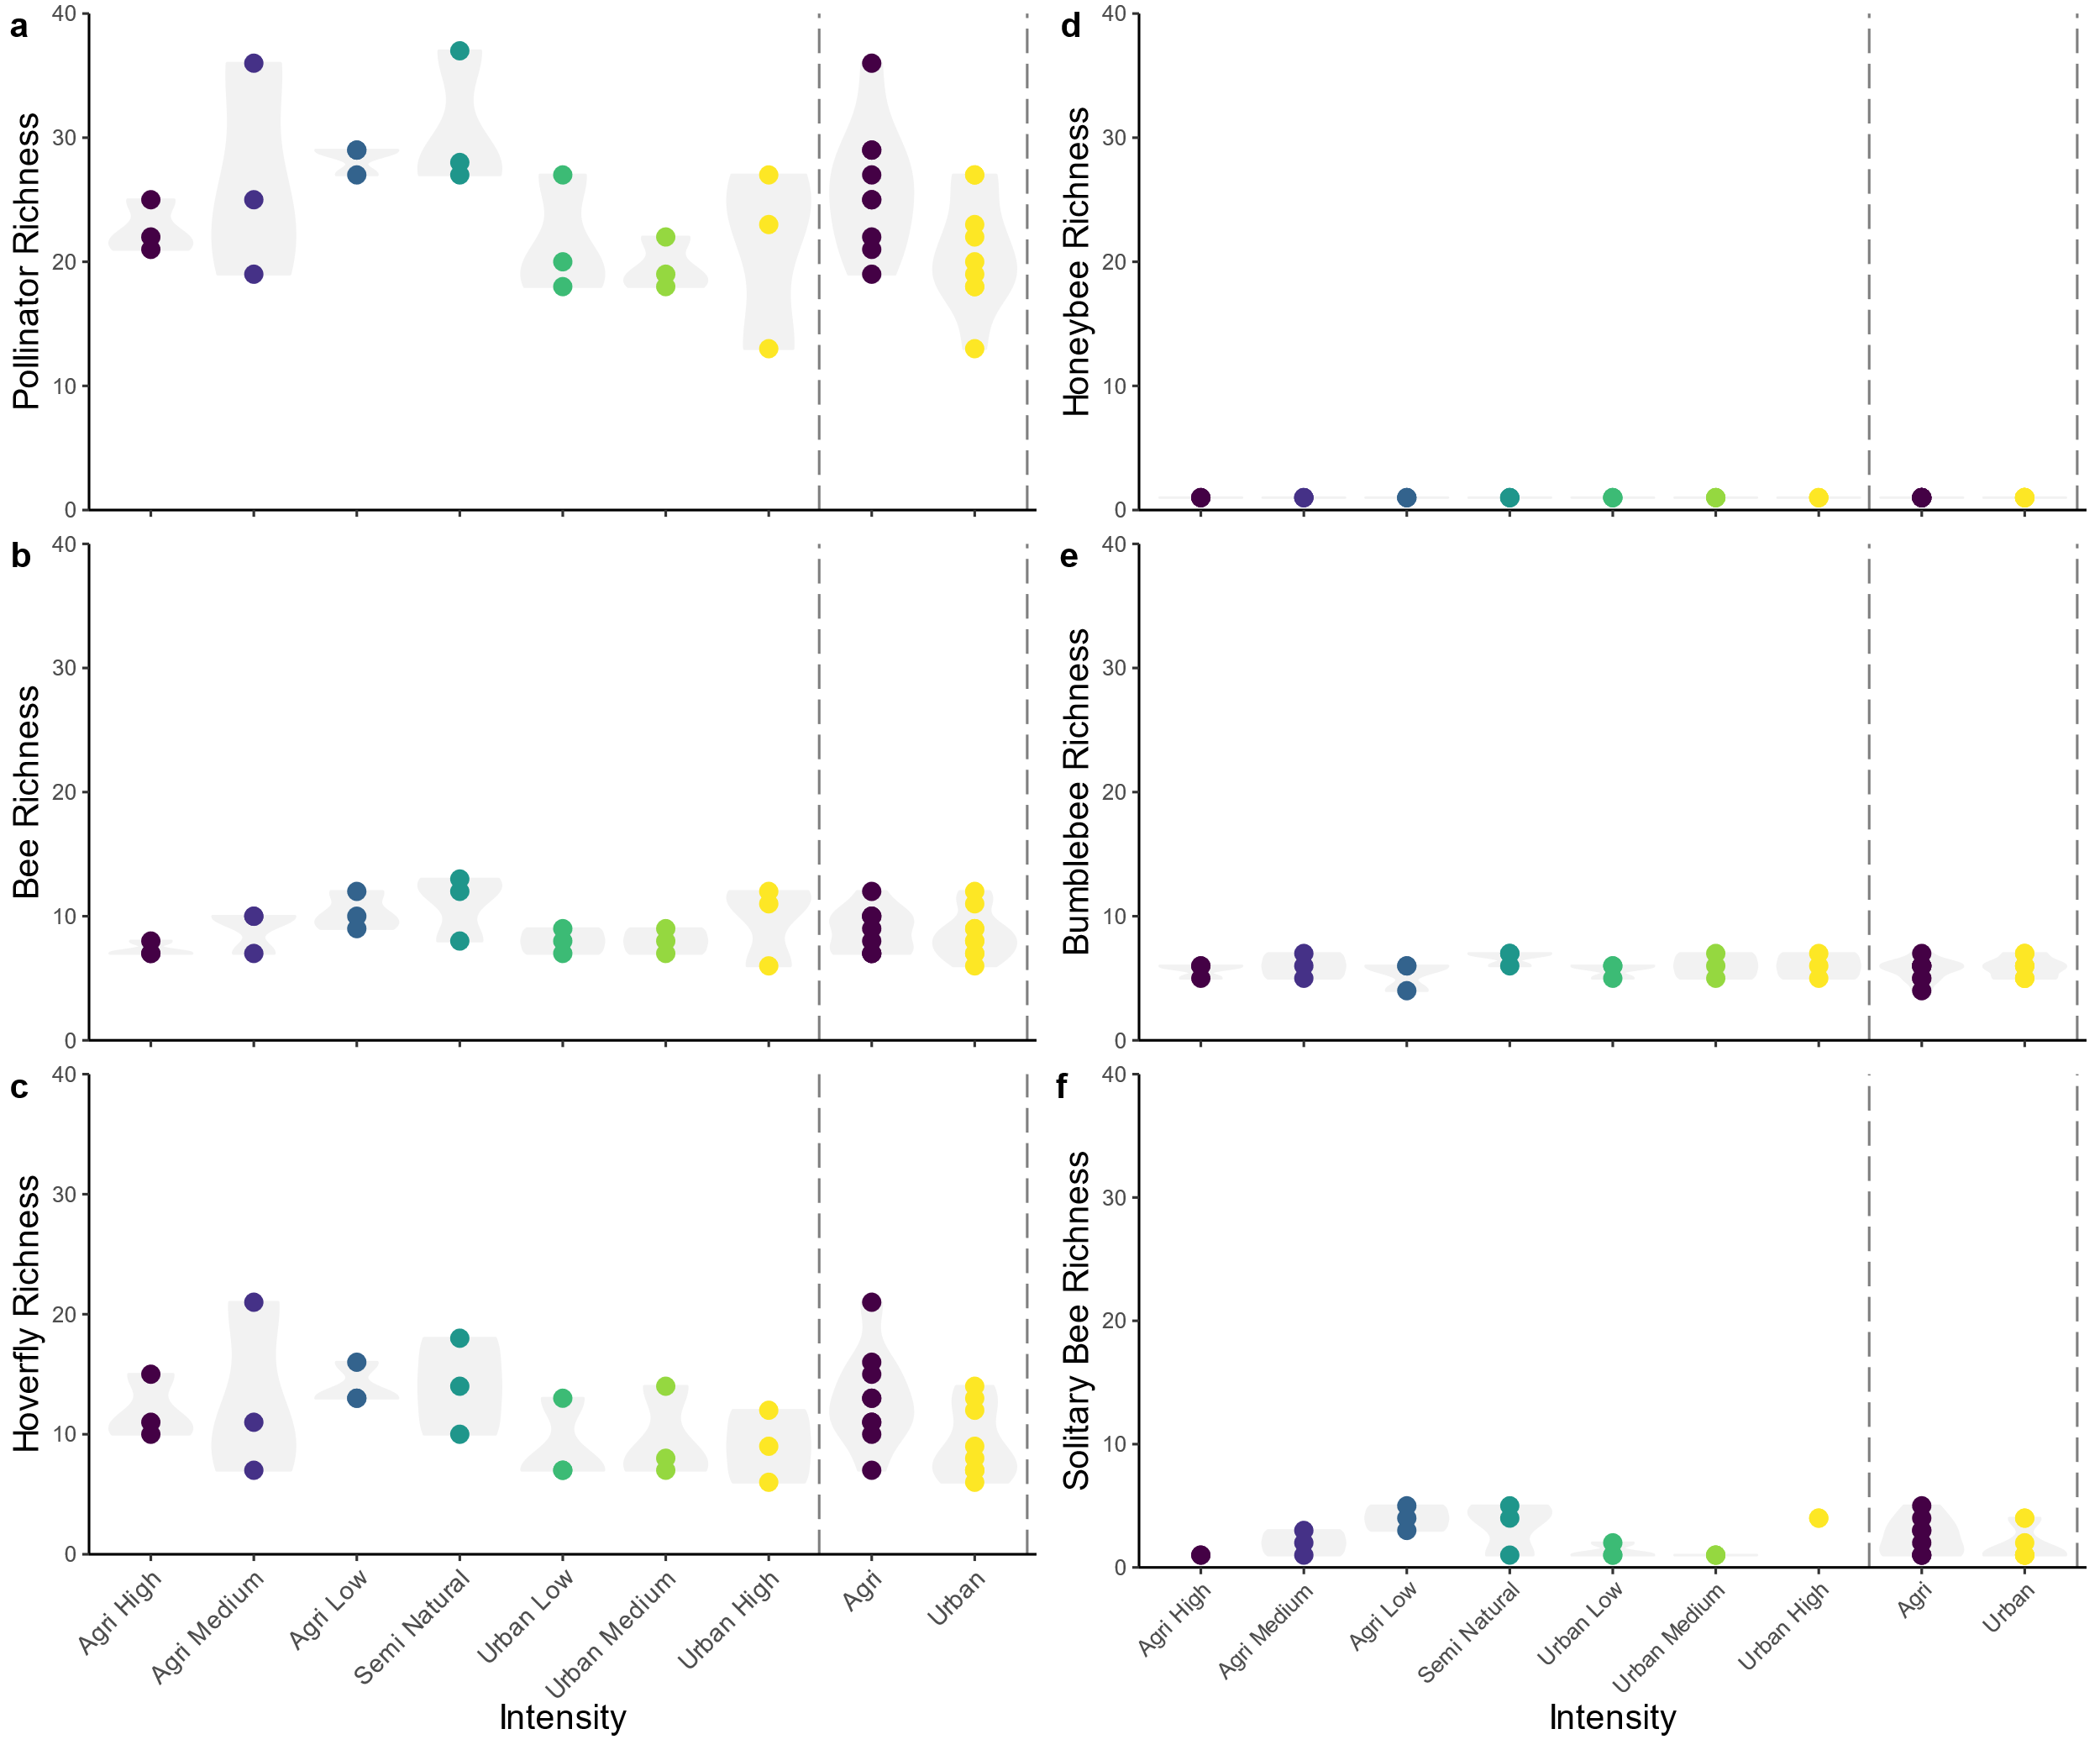 a
Pollinator Richness
40
30
20
10
0
d
Honeybee Richness
40
30
20
10
0
b
Bee Richness
40
30
20
10
0
e
Bumblebee Richness
40
30
20
10
0
c
Hoverfly Richness
40
30
20
10
0
Agri High
Agri Medium
Agri Low
Semi Natural
Urban Low
Urban Medium
Urban High
Agri
Urban
Intensity
f
Solitary Bee Richness
40
30
20
10
0
Agri High
Agri Medium
Agri Low
Semi Natural
Urban Low
Urban Medium
Urban High
Agri
Urban
Intensity